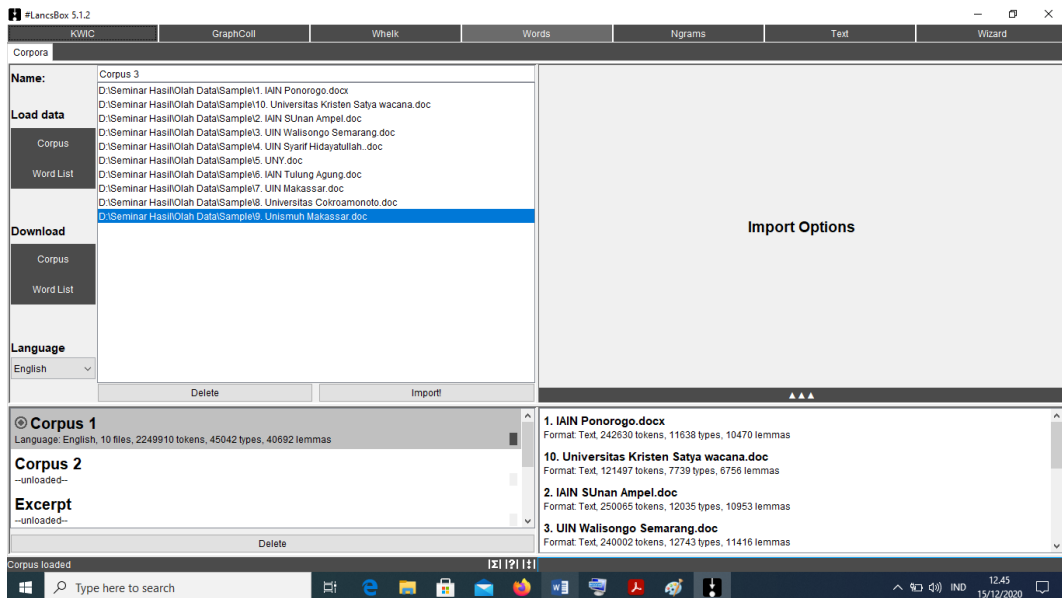 #LancsBox 5.1.2
KWIC GraphColl Whelk Words Ngrams Text Wizard
Corpora
Name:
Corpus 3
D:\Seminar Hasil\Olah Data\Sample\1. IAIN Ponorogo.docx
D:\Seminar Hasil\Olah Data\Sample\10. Universitas Kristen Satya wacana.doc
D:\Seminar Hasil\Olah Data\Sample\2. IAIN SUnan Ampel.doc
D:\Seminar Hasil\Olah Data\Sample\3. UIN Walisongo Semarang.doc
D:\Seminar Hasil\Olah Data\Sample\4. UIN Syarif Hidayatullah..doc
D:\Seminar Hasil\Olah Data\Sample\5. UNY.doc
D:\Seminar Hasil\Olah Data\Sample\6. IAIN Tulung Agung.doc
D:\Seminar Hasil\Olah Data\Sample\7. UIN Makassar.doc
D:\Seminar Hasil\Olah Data\Sample\8. Universitas Cokroamonoto.doc
D:\Seminar Hasil\Olah Data\Sample\9. Unismuh Makassar.doc
Load data
Corpus
Word List
Download
Corpus
Word List
Language
English
Delete Import!
Import Options
Corpus 1
Language: English, 10 files, 2249910 tokens, 45042 types, 40692 lemmas
Corpus 2
--unloaded--
Excerpt
--unloaded--
Delete
1. IAIN Ponorogo.docx
Format: Text, 242630 tokens, 11638 types, 10470 lemmas
10. Universitas Kristen Satya wacana.doc
Format: Text, 121497 tokens, 7739 types, 6756 lemmas
2. IAIN SUnan Ampel.doc
Format: Text, 250065 tokens, 12035 types, 10953 lemmas
3. UIN Walisongo Semarang.doc
Format: Text, 240002 tokens, 12743 types, 11416 lemmas
Corpus loaded
|Σ| |?| |‡|
Type here to search
IND
12.45
15/12/2020